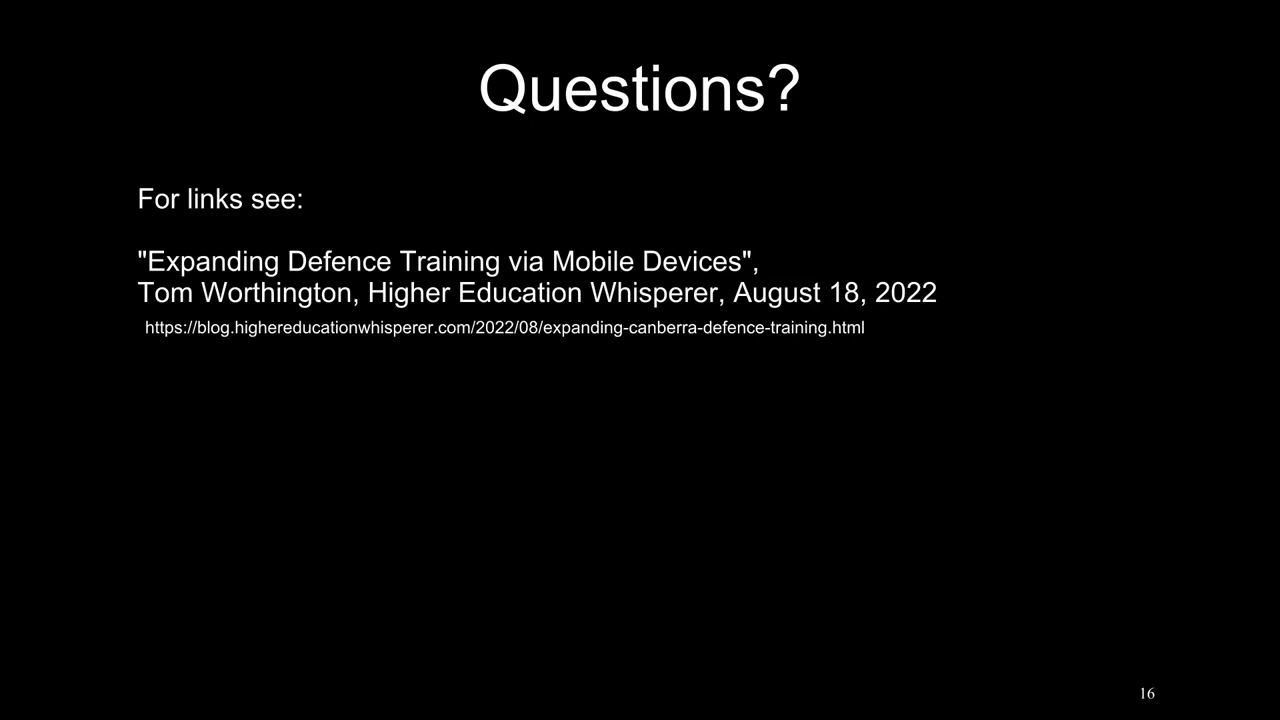 Questions?
For links see:
"Expanding Defence Training via Mobile Devices",
Tom Worthington, Higher Education Whisperer, August 18, 2022
https://blog.highereducationwhisperer.com/2022/08/expanding-canberra-defence-training.html
16